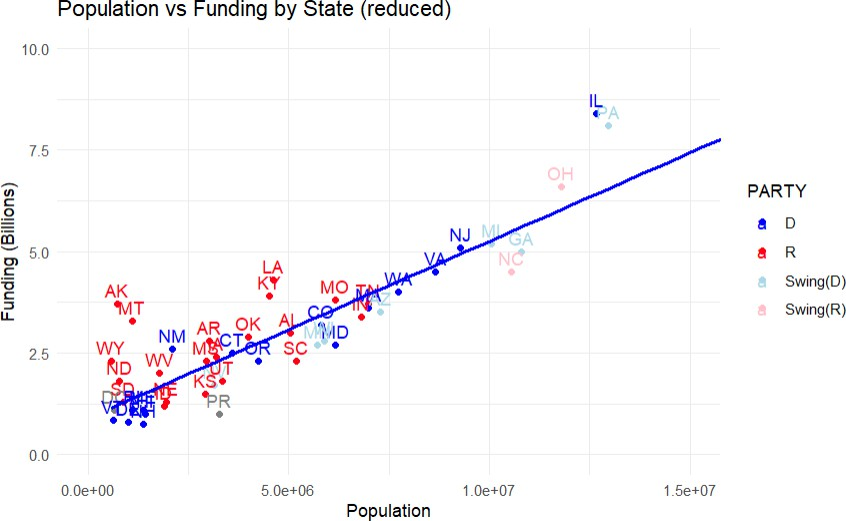 Population vs Funding by State (reduced)
Funding (Billions)
10.0
7.5
5.0
2.5
0.0
IL
PA
OH
NJ
MI
GA
NC
VA
LA
KY
WA
AK
MO
TN
MT
AZ
CO
AR
OK
AL
NM
CT
OR
MD
WY
MS
SC
WV
UT
ND
KS
SD
NE
PR
0.0e+00
5.0e+06
1.0e+07
1.5e+07
Population
PARTY
D
R
Swing(D)
Swing(R)